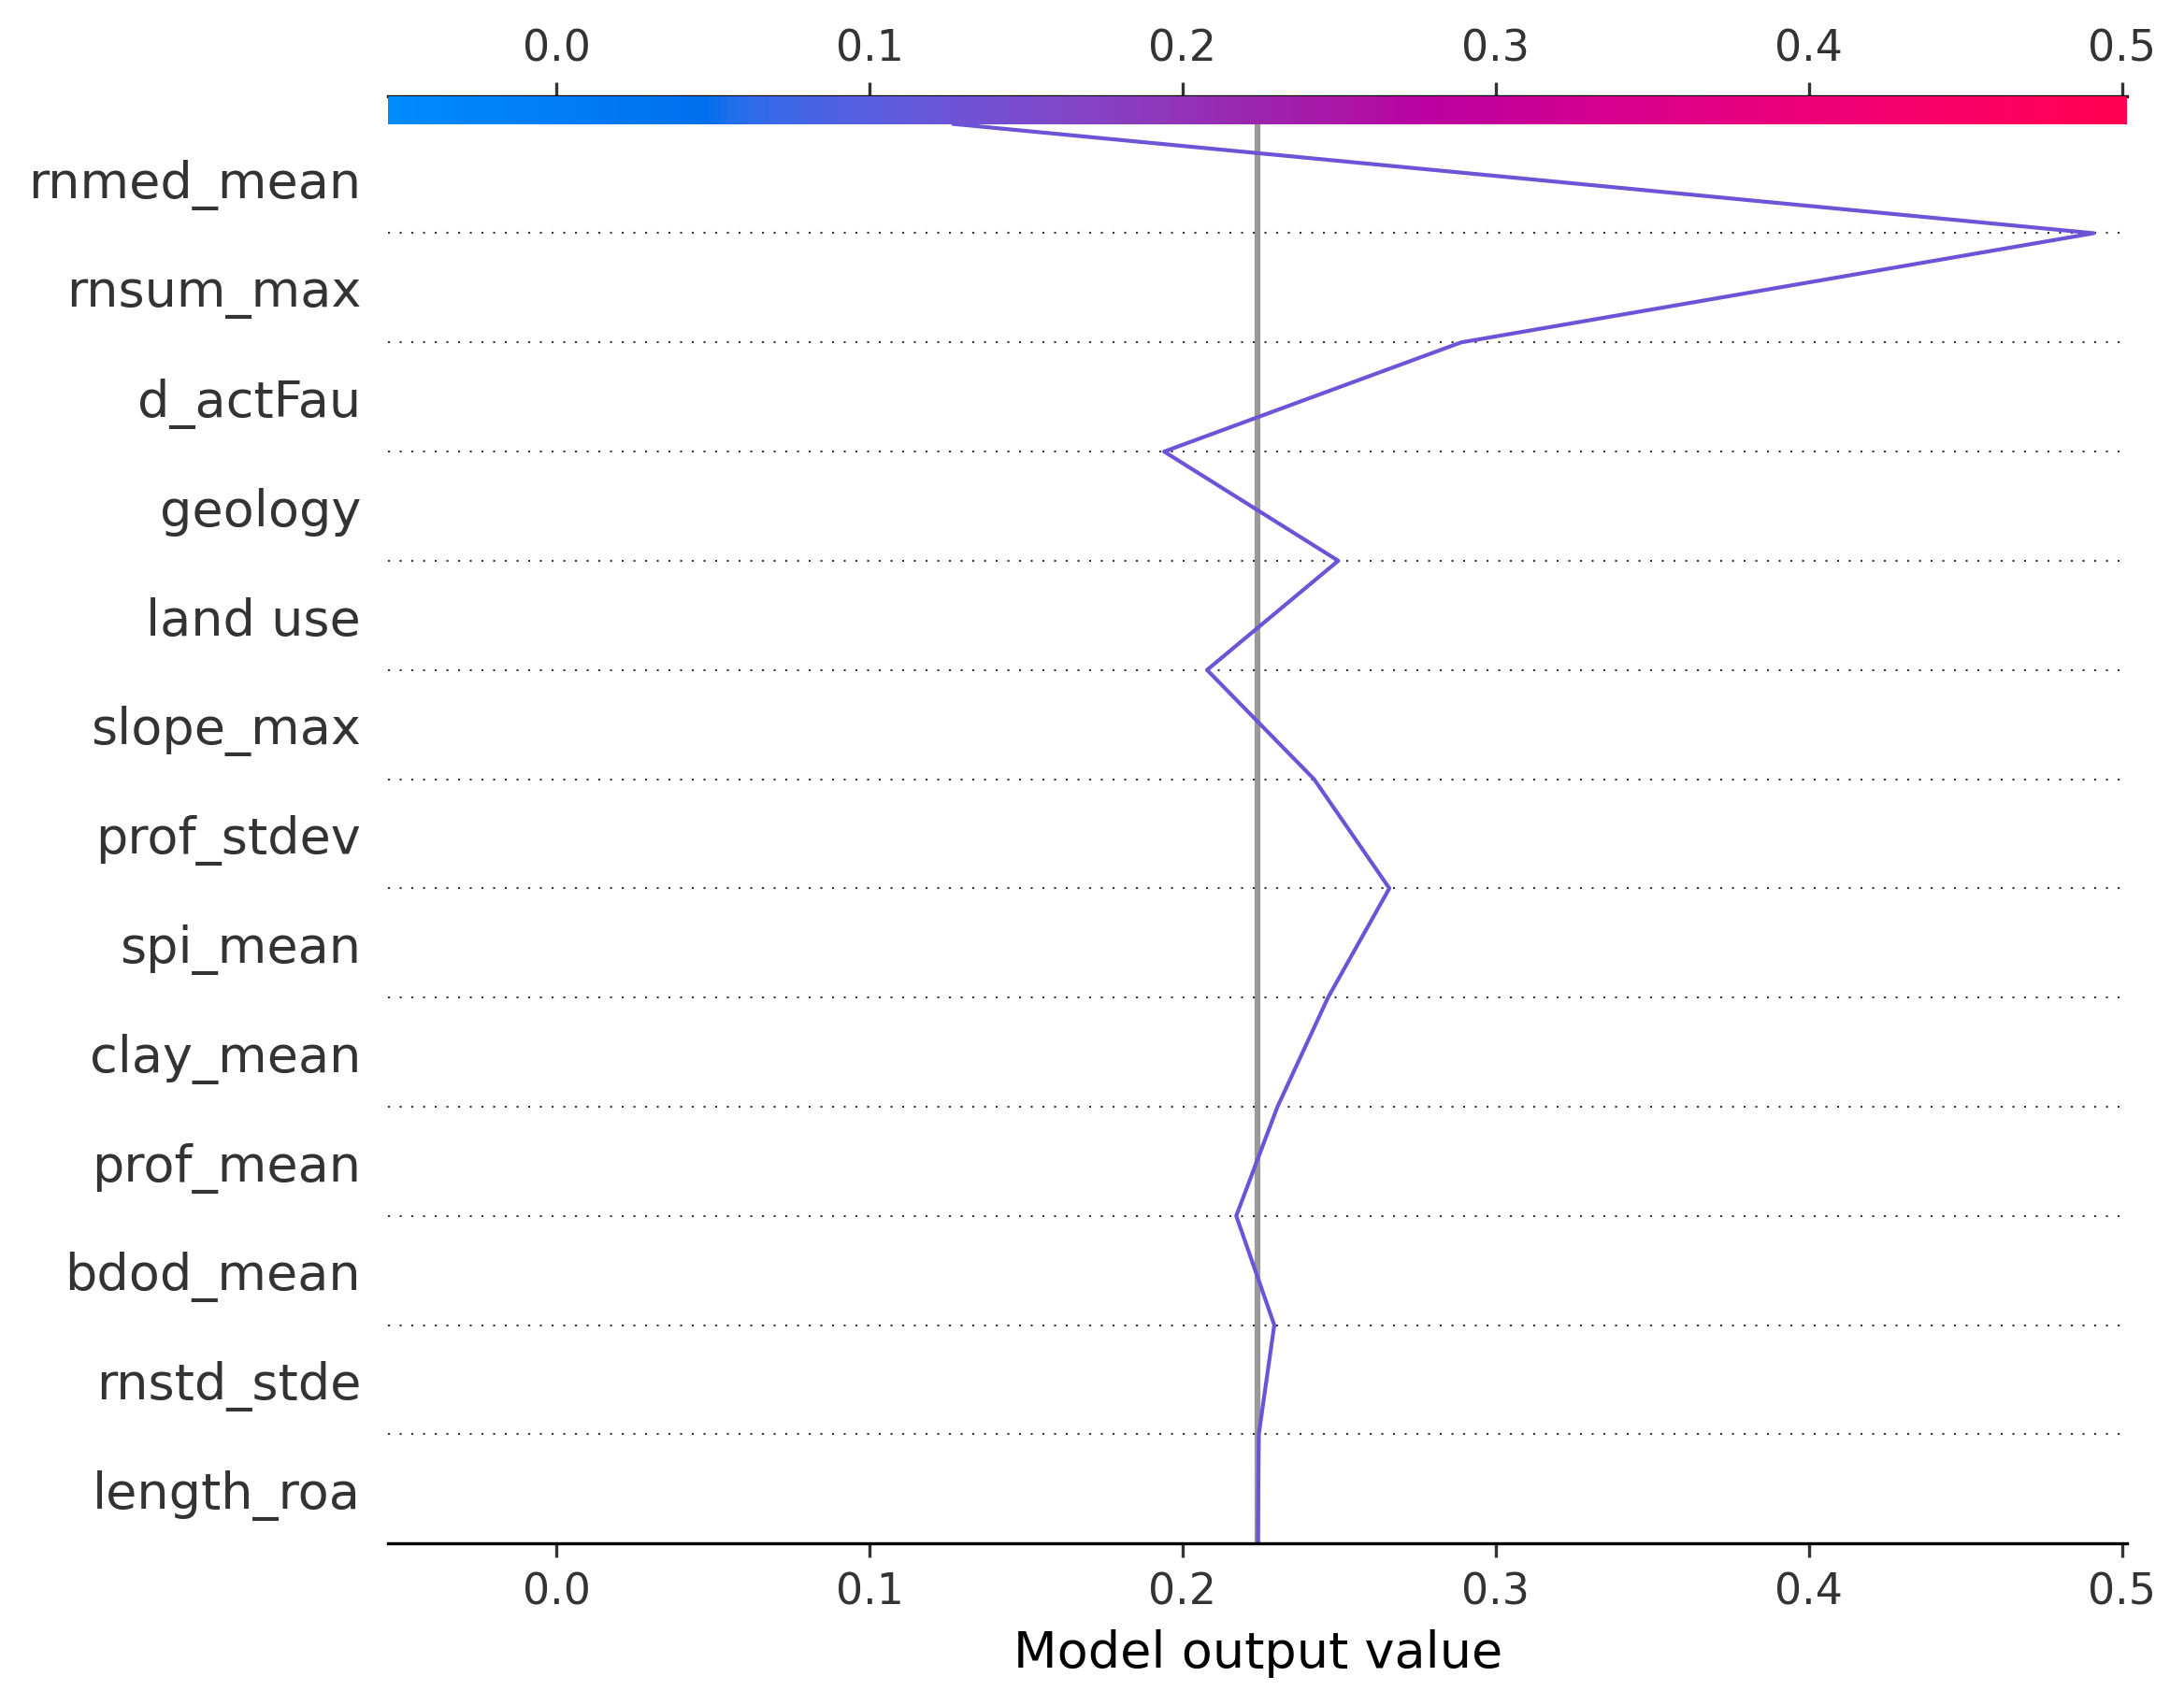 0.0 0.1 0.2 0.3 0.4 0.5
rnmed_mean
rnsum_max
d_actFau
geology
land use
slope_max
prof_stdev
spi_mean
clay_mean
prof_mean
bdod_mean
rnstd_stde
length_roa
0.0 0.1 0.2 0.3 0.4 0.5
Model output value